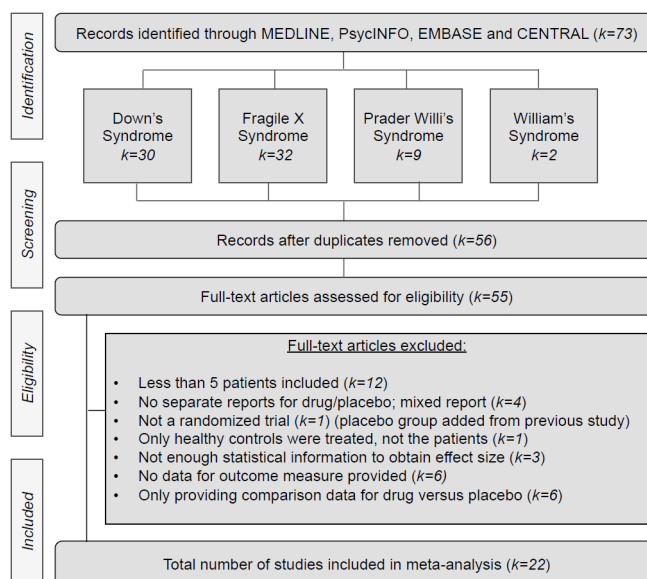 Identification
Records identified through MEDLINE, PsycINFO, EMBASE and CENTRAL (k=73)
Down's
Syndrome
k=30
Fragile X
Syndrome
k=32
Prader Willi's
Syndrome
k=9
William's
Syndrome
k=2
Screening
Records after duplicates removed (k=56)
Full-text articles assessed for eligibility (k=55)
Eligibility
Full-text articles excluded:
• Less than 5 patients included (k=12)
• No separate reports for drug/placebo; mixed report (k=4)
• Not a randomized trial (k=1) (placebo group added from previous study)
• Only healthy controls were treated, not the patients (k=1)
• Not enough statistical information to obtain effect size (k=3)
• No data for outcome measure provided (k=6)
• Only providing comparison data for drug versus placebo (k=6)
Included
Total number of studies included in meta-analysis (k=22)